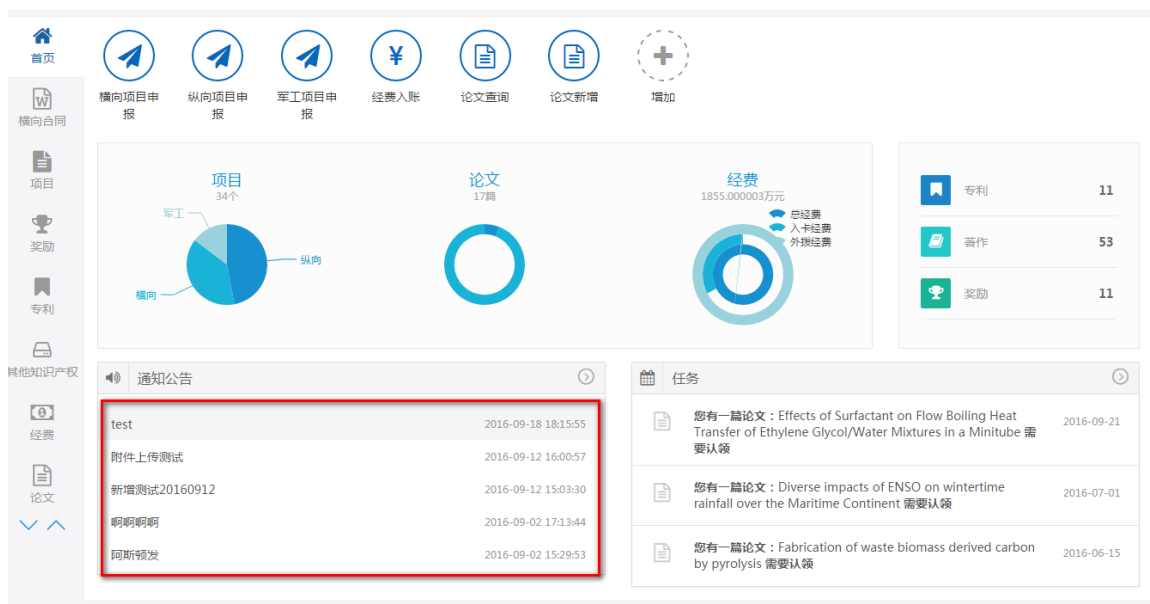 首页
横向合同
项目
奖励
专利
其他知识产权
经费
论文
横向项目申
报
纵向项目申
报
军工项目申
报
经费入账
论文查询
论文新增
增加
项目
34个
军工
纵向
横向
论文
17篇
经费
1855.000003万元
总经费
入卡经费
外拨经费
专利 11
著作 53
奖励 11
通知公告
test 2016-09-18 18:15:55
附件上传测试 2016-09-12 16:00:57
新增测试20160912 2016-09-12 15:03:30
啊啊啊啊 2016-09-02 17:13:44
阿斯顿发 2016-09-02 15:29:53
任务
您有一篇论文：Effects of Surfactant on Flow Boiling Heat
Transfer of Ethylene Glycol/Water Mixtures in a Minitube 需
要认领
2016-09-21
您有一篇论文：Diverse impacts of ENSO on wintertime
rainfall over the Maritime Continent 需要认领
2016-07-01
您有一篇论文：Fabrication of waste biomass derived carbon
by pyrolysis 需要认领
2016-06-15